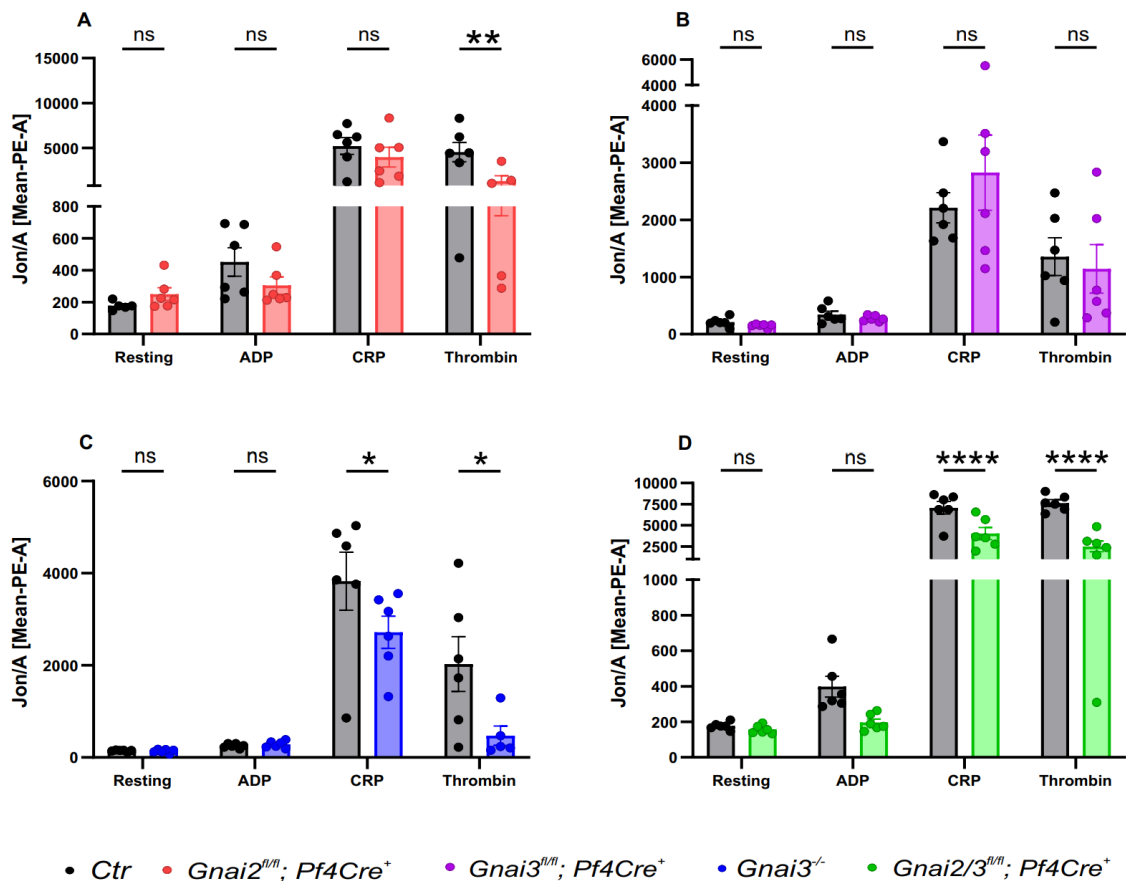 A
ns ns ns **
Jon/A [Mean-PE-A]
15000
10000
5000
800
600
400
200
0
Resting ADP CRP Thrombin
B
ns ns ns ns
Jon/A [Mean-PE-A]
6000
4000
3000
2000
1000
0
Resting ADP CRP Thrombin
C
ns ns * *
Jon/A [Mean-PE-A]
6000
4000
2000
0
Resting ADP CRP Thrombin
D
ns ns **** ****
Jon/A [Mean-PE-A]
10000
7500
5000
2500
1000
800
600
400
200
0
Resting ADP CRP Thrombin
Ctr Gnai2fl/fl; Pf4Cre+ Gnai3fl/fl; Pf4Cre+ Gnai3-/- Gnai2/3fl/fl; Pf4Cre+